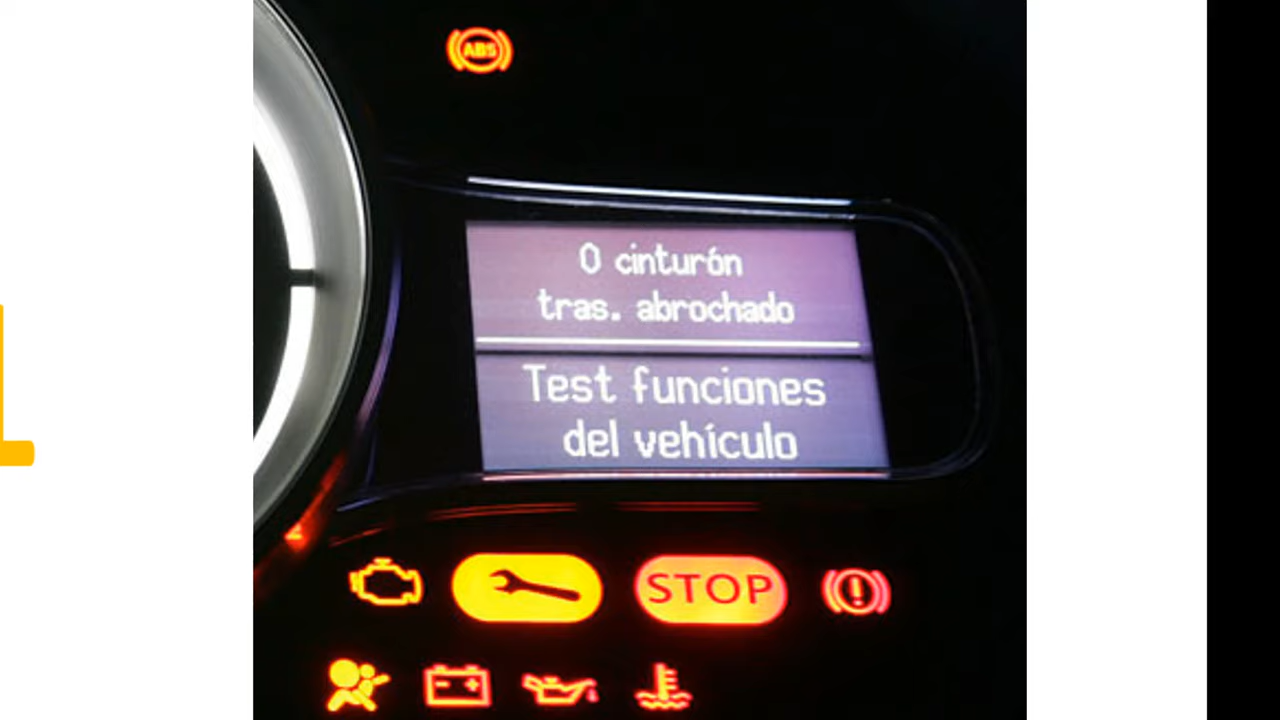 ABS
0 cinturón
tras. abrochado
Test funciones
del vehículo
STOP